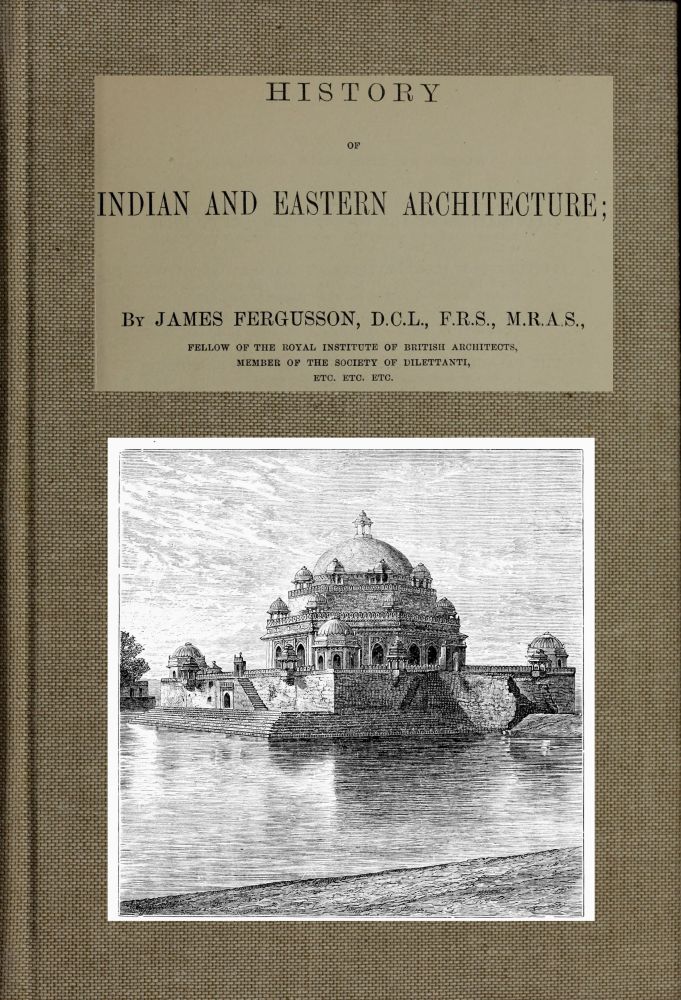 HISTORY
OF
INDIAN AND EASTERN ARCHITECTURE;
BY JAMES FERGUSSON, D.C.L., F.R.S., M.R.A.S.,
FELLOW OF THE ROYAL INSTITUTE OF BRITISH ARCHITECTS,
MEMBER OF THE SOCIETY OF DILETTANTI,
ETC. ETC. ETC.